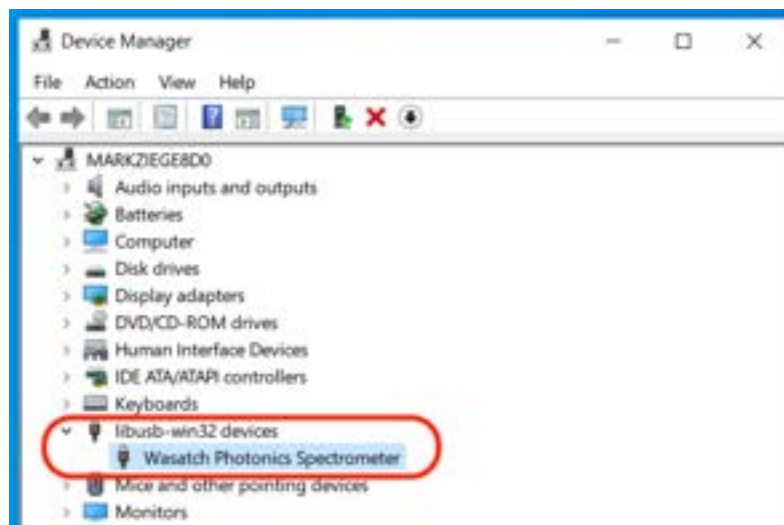 Device Manager
File Action View Help
MARKZIEGE8D0
Audio inputs and outputs
Batteries
Computer
Disk drives
Display adapters
DVD/CD-ROM drives
Human Interface Devices
IDE ATA/ATAPI controllers
Keyboards
libusb-win32 devices
Wasatch Photonics Spectrometer
Mice and other pointing devices
Monitors